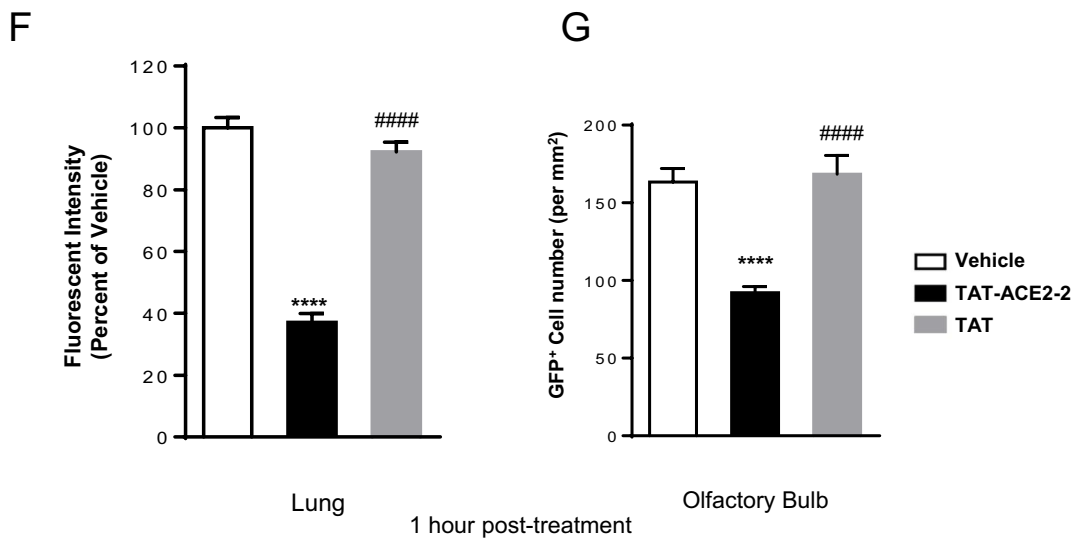 F
G
120
100
80
60
40
20
0
Fluorescent Intensity
(Percent of Vehicle)
####
****
Lung
200
150
100
50
0
GFP⁺ Cell number (per mm²)
####
****
Olfactory Bulb
Vehicle
TAT-ACE2-2
TAT
1 hour post-treatment